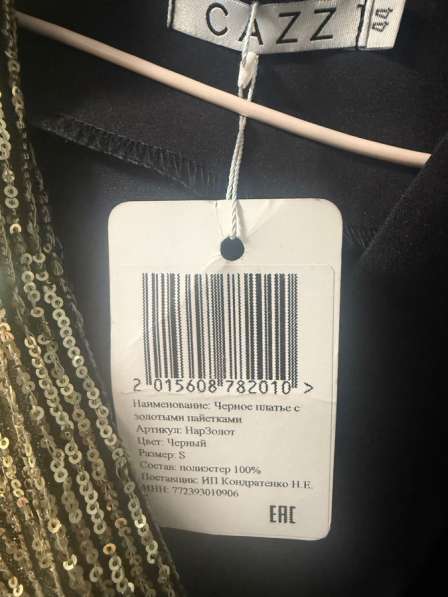 CAZZ
44
2 015608 782010 >
Наименование: Черное платье с
золотыми пайетками
Артикул: НарЗолот
Цвет: Черный
Размер: S
Состав: полиэстер 100%
Поставщик: ИП Кондратенко Н.Е.
ИНН: 772393010906
EAC